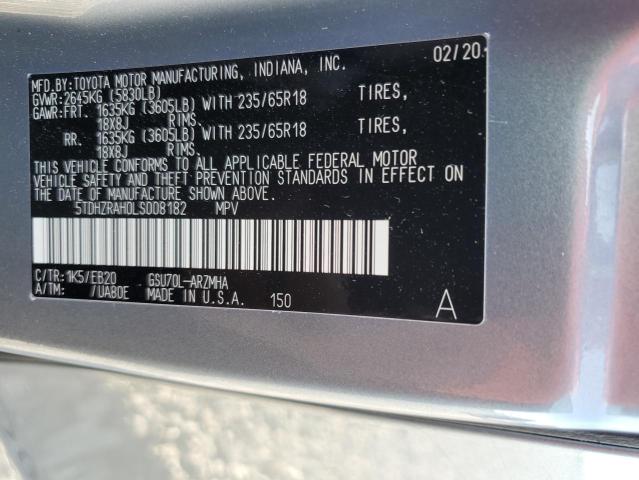 02/20
MFD.BY:TOYOTA MOTOR MANUFACTURING, INDIANA, INC.
GVWR: 2645KG (5830LB)
GAWR: FRT. 1635KG (3605LB) WITH 235/65R18 TIRES,
18X8J RIMS.
RR. 1635KG (3605LB) WITH 235/65R18 TIRES,
18X8J RIMS.
THIS VEHICLE CONFORMS TO ALL APPLICABLE FEDERAL MOTOR
VEHICLE SAFETY AND THEFT PREVENTION STANDARDS IN EFFECT ON
THE DATE OF MANUFACTURE SHOWN ABOVE.
5TDHZRAH0LS008182 MPV
C/TR: 1K5/EB20 GSU70L-ARZMHA
A/TM: /UA80E MADE IN U.S.A. 150 A